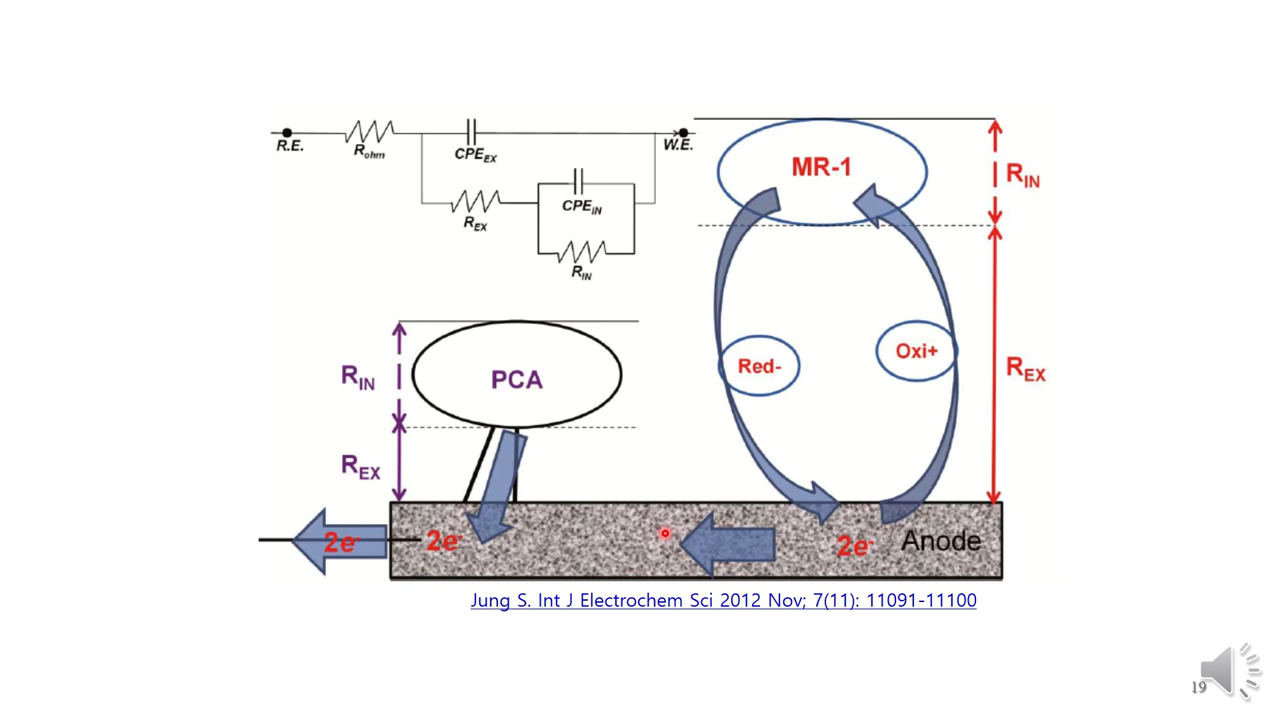 R.E.
Rohm
CPEEX
W.E.
REX
CPEIN
RIN
MR-1
RIN
Red-
Oxi+
REX
RIN
PCA
REX
2e-
2e-
2e-
Anode
Jung S. Int J Electrochem Sci 2012 Nov; 7(11): 11091-11100
19